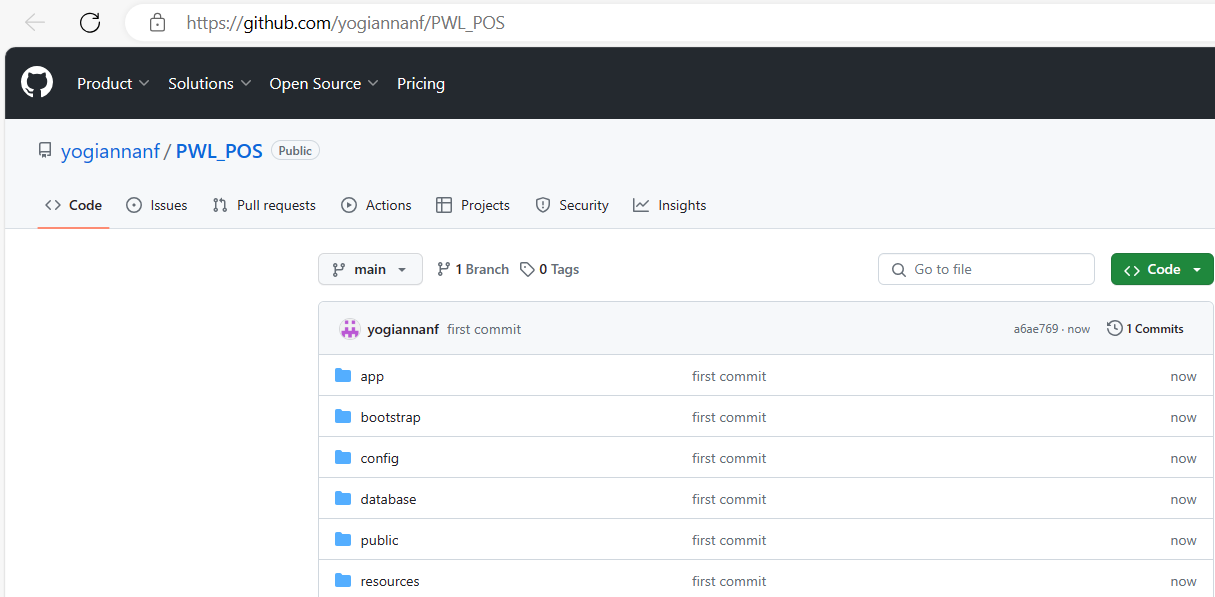 https://github.com/yogiannanf/PWL_POS
Product Solutions Open Source Pricing
yogiannanf / PWL_POS Public
Code Issues Pull requests Actions Projects Security Insights
main 1 Branch 0 Tags Go to file Code
yogiannanf first commit a6ae769 · now 1 Commits
app first commit now
bootstrap first commit now
config first commit now
database first commit now
public first commit now
resources first commit now